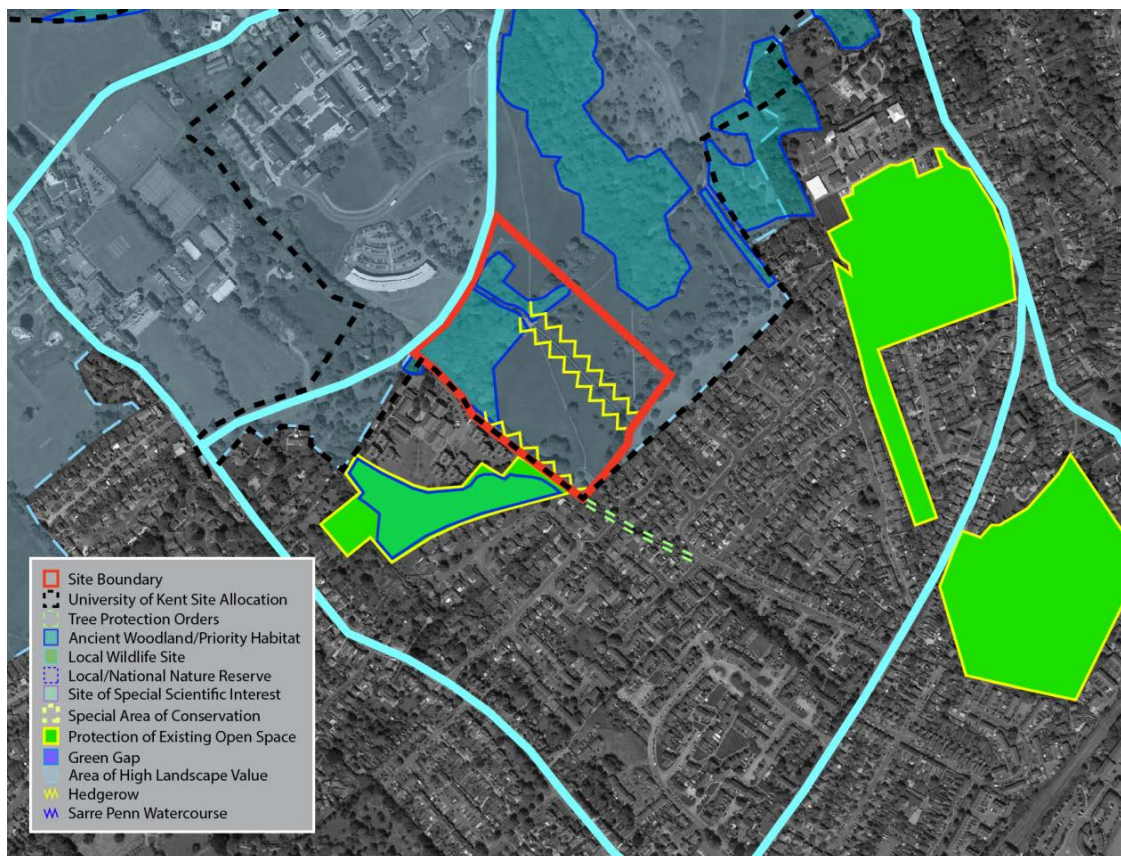 Site Boundary
University of Kent Site Allocation
Tree Protection Orders
Ancient Woodland/Priority Habitat
Local Wildlife Site
Local/National Nature Reserve
Site of Special Scientific Interest
Special Area of Conservation
Protection of Existing Open Space
Green Gap
Area of High Landscape Value
Hedgerow
Sarre Penn Watercourse